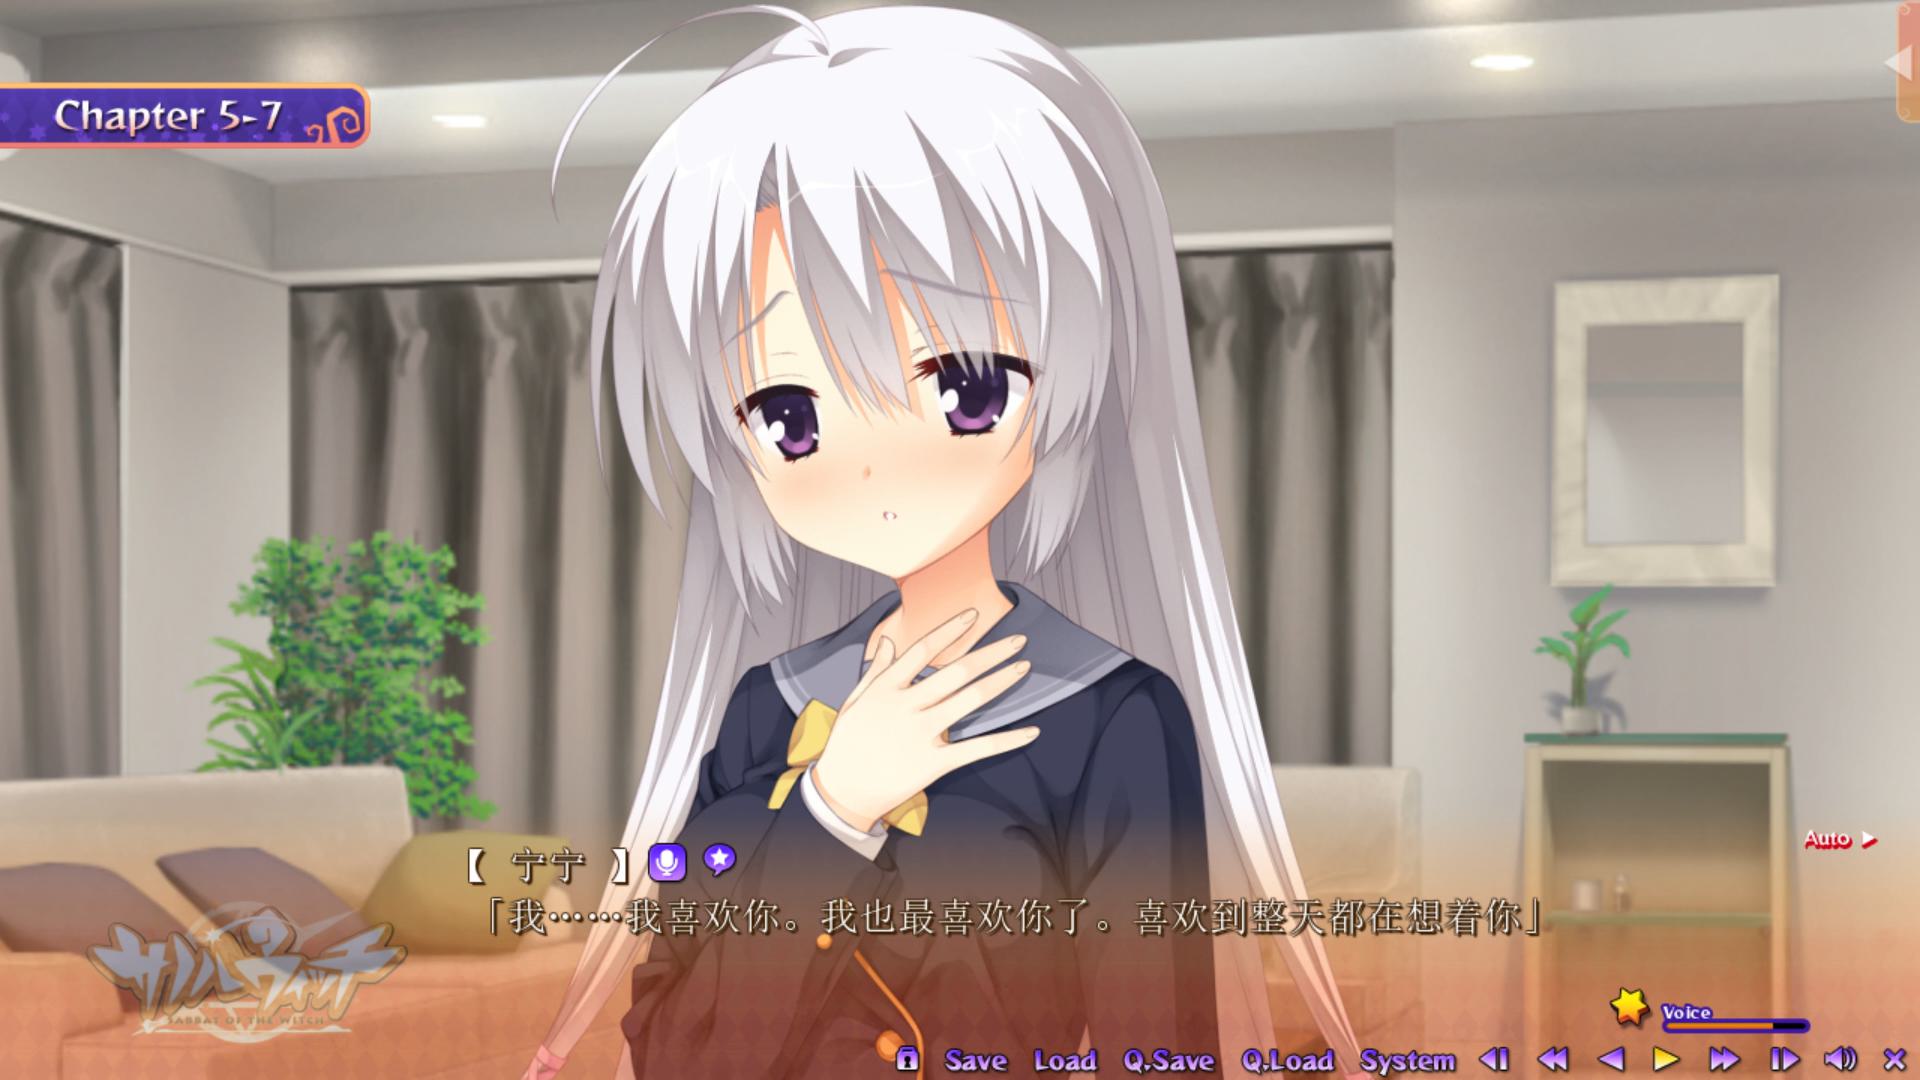 Chapter 5-7
Auto
【 宁宁 】
「我……我喜欢你。我也最喜欢你了。喜欢到整天都在想着你」
サノバウィッチ
SABBAT OF THE WITCH
Voice
Save Load Q.Save Q.Load System